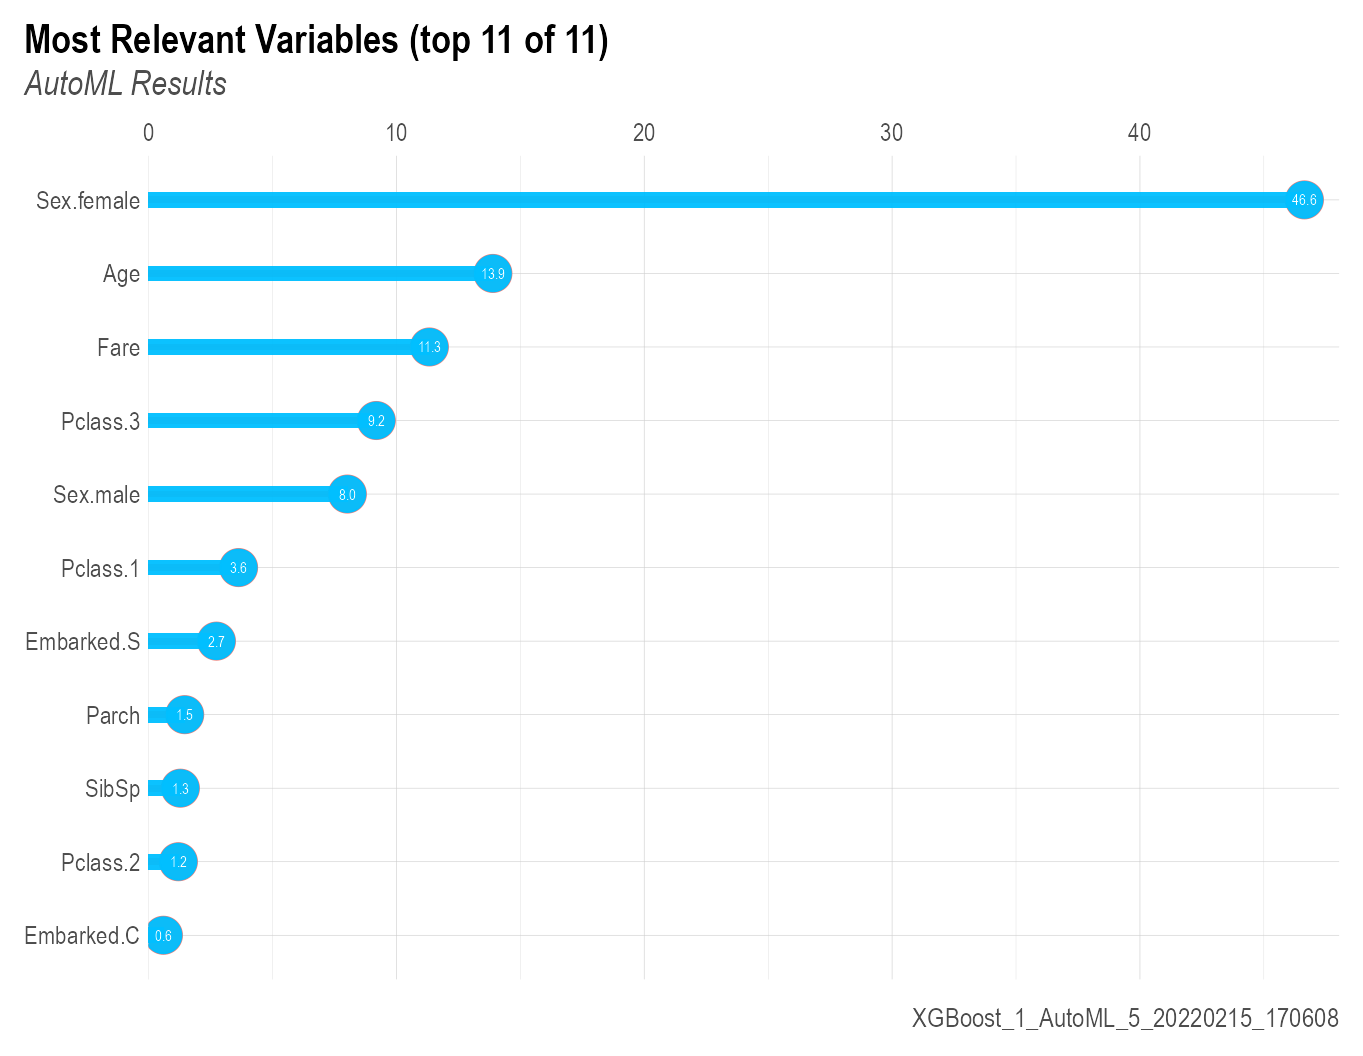 Most Relevant Variables (top 11 of 11)
AutoML Results
0 10 20 30 40
Sex.female 46.6
Age 13.9
Fare 11.3
Pclass.3 9.2
Sex.male 8.0
Pclass.1 3.6
Embarked.S 2.7
Parch 1.5
SibSp 1.3
Pclass.2 1.2
Embarked.C 0.6
XGBoost_1_AutoML_5_20220215_170608